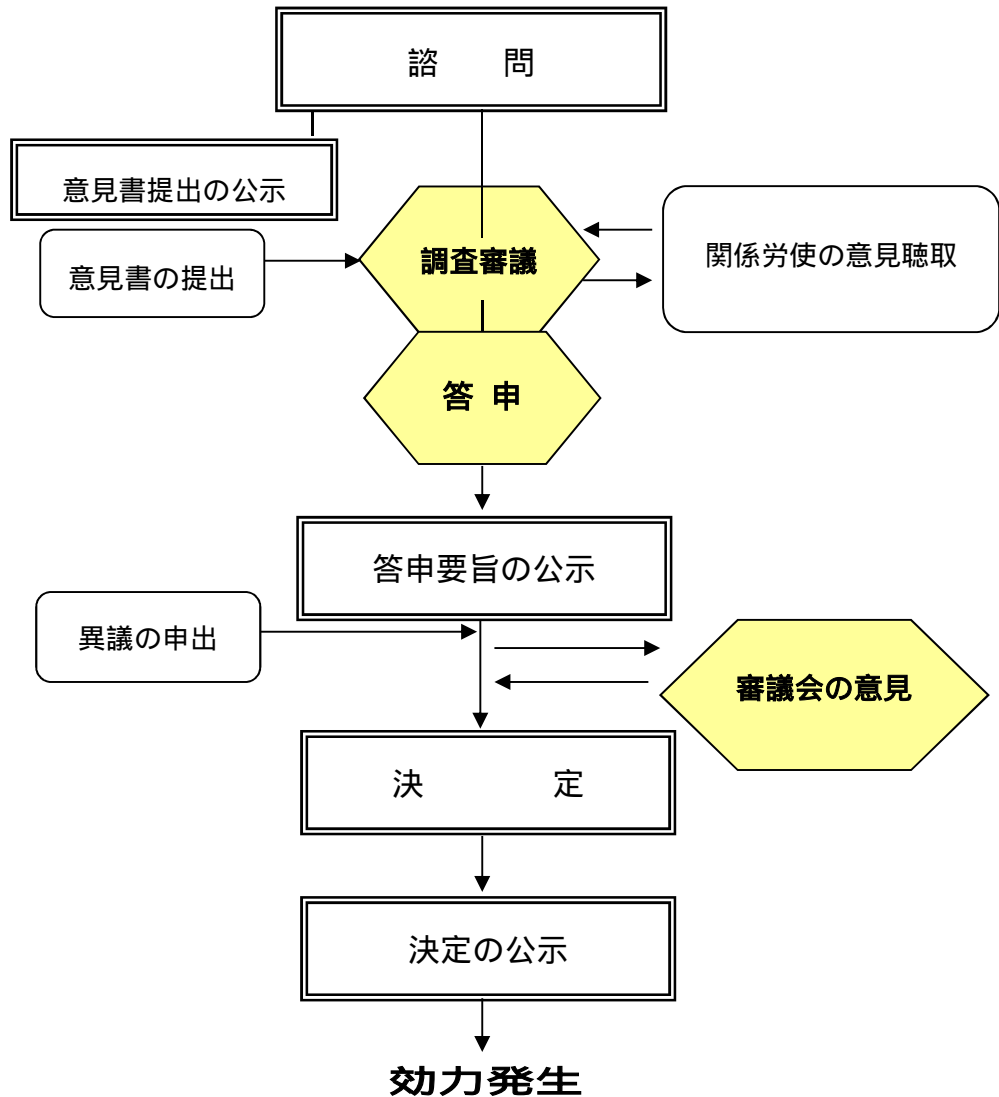 諮　　問
意見書提出の公示
意見書の提出
調査審議
関係労使の意見聴取
答 申
答申要旨の公示
異議の申出
審議会の意見
決　　　　定
決定の公示
効力発生